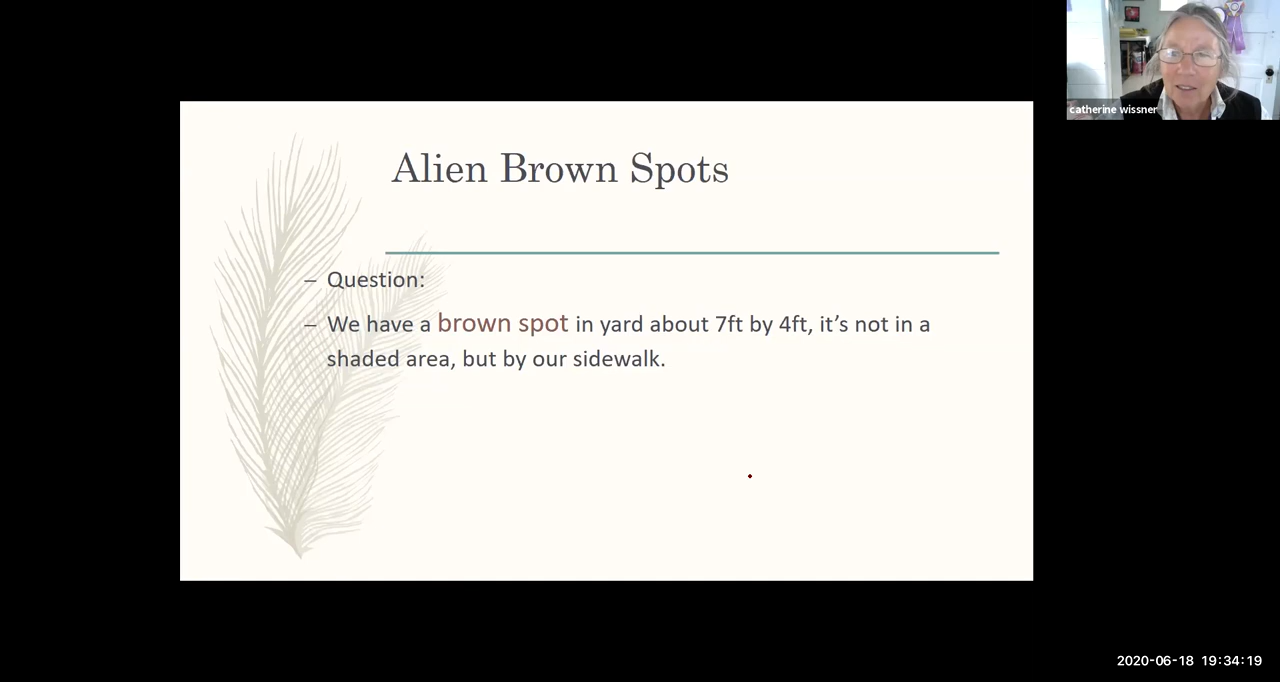 catherine wissner
Alien Brown Spots
– Question:
– We have a brown spot in yard about 7ft by 4ft, it’s not in a
shaded area, but by our sidewalk.
2020-06-18 19:34:19